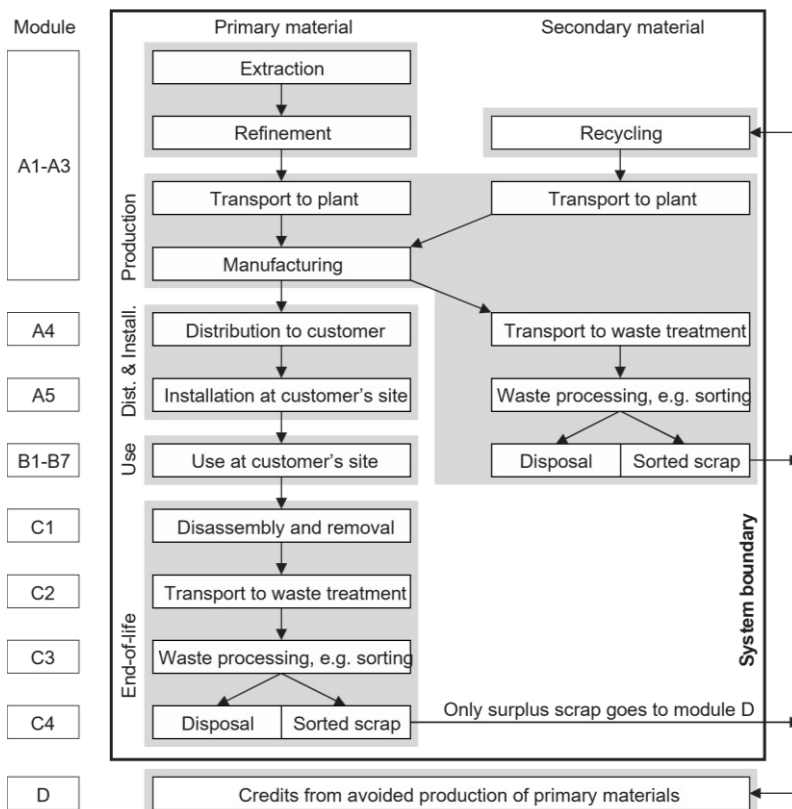 Module
Primary material
Secondary material
A1-A3
Extraction
Refinement
Recycling
Transport to plant
Transport to plant
Manufacturing
Production
A4
Distribution to customer
Transport to waste treatment
A5
Installation at customer's site
Waste processing, e.g. sorting
Dist. & Install.
B1-B7
Use at customer's site
Disposal
Sorted scrap
Use
C1
Disassembly and removal
C2
Transport to waste treatment
C3
Waste processing, e.g. sorting
C4
Disposal
Sorted scrap
Only surplus scrap goes to module D
End-of-life
System boundary
D
Credits from avoided production of primary materials